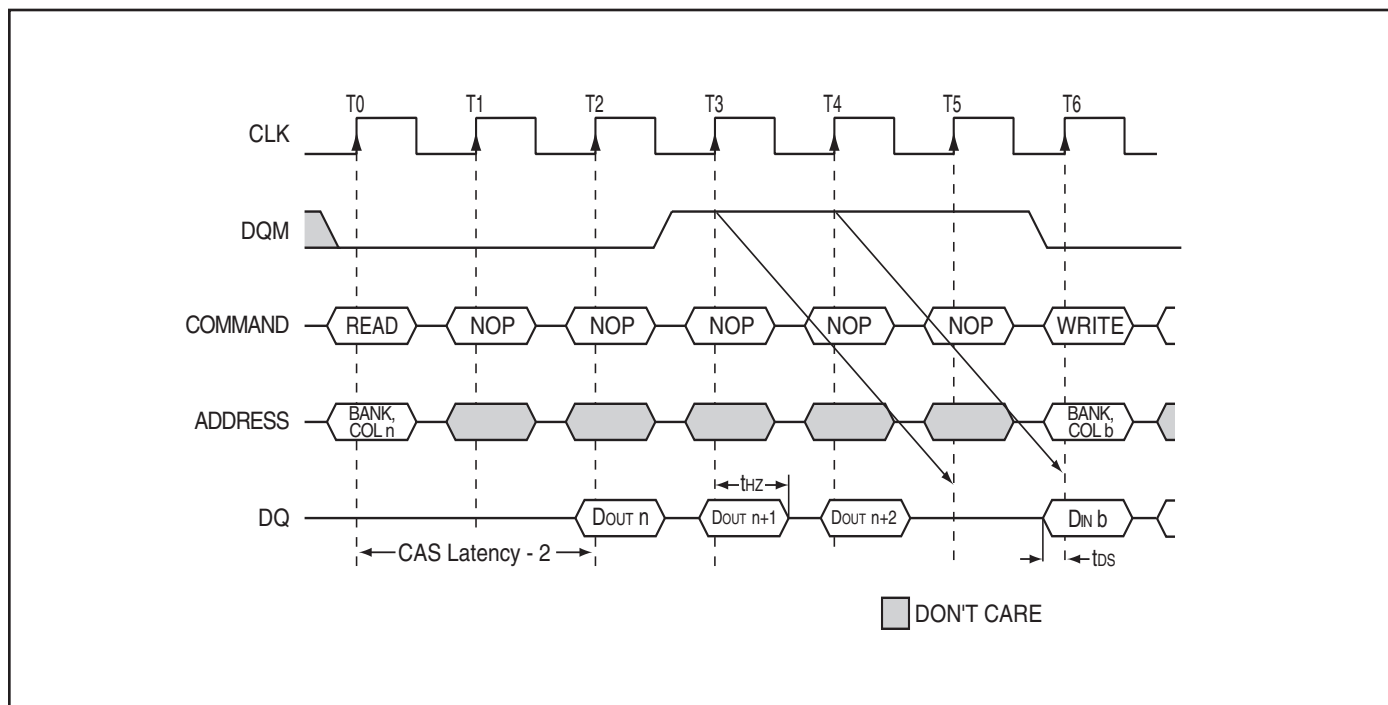 T0 T1 T2 T3 T4 T5 T6
CLK
DQM
COMMAND READ NOP NOP NOP NOP NOP WRITE
ADDRESS BANK, COL n BANK, COL b
tHZ
DQ DOUT n DOUT n+1 DOUT n+2 DIN b
CAS Latency - 2 tDS
DON'T CARE